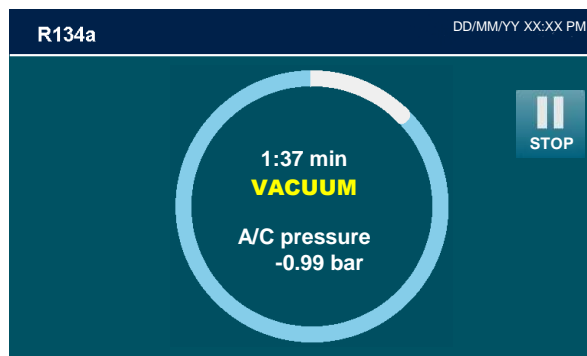 R134a
DD/MM/YY XX:XX PM
STOP
1:37 min
VACUUM
A/C pressure
-0.99 bar